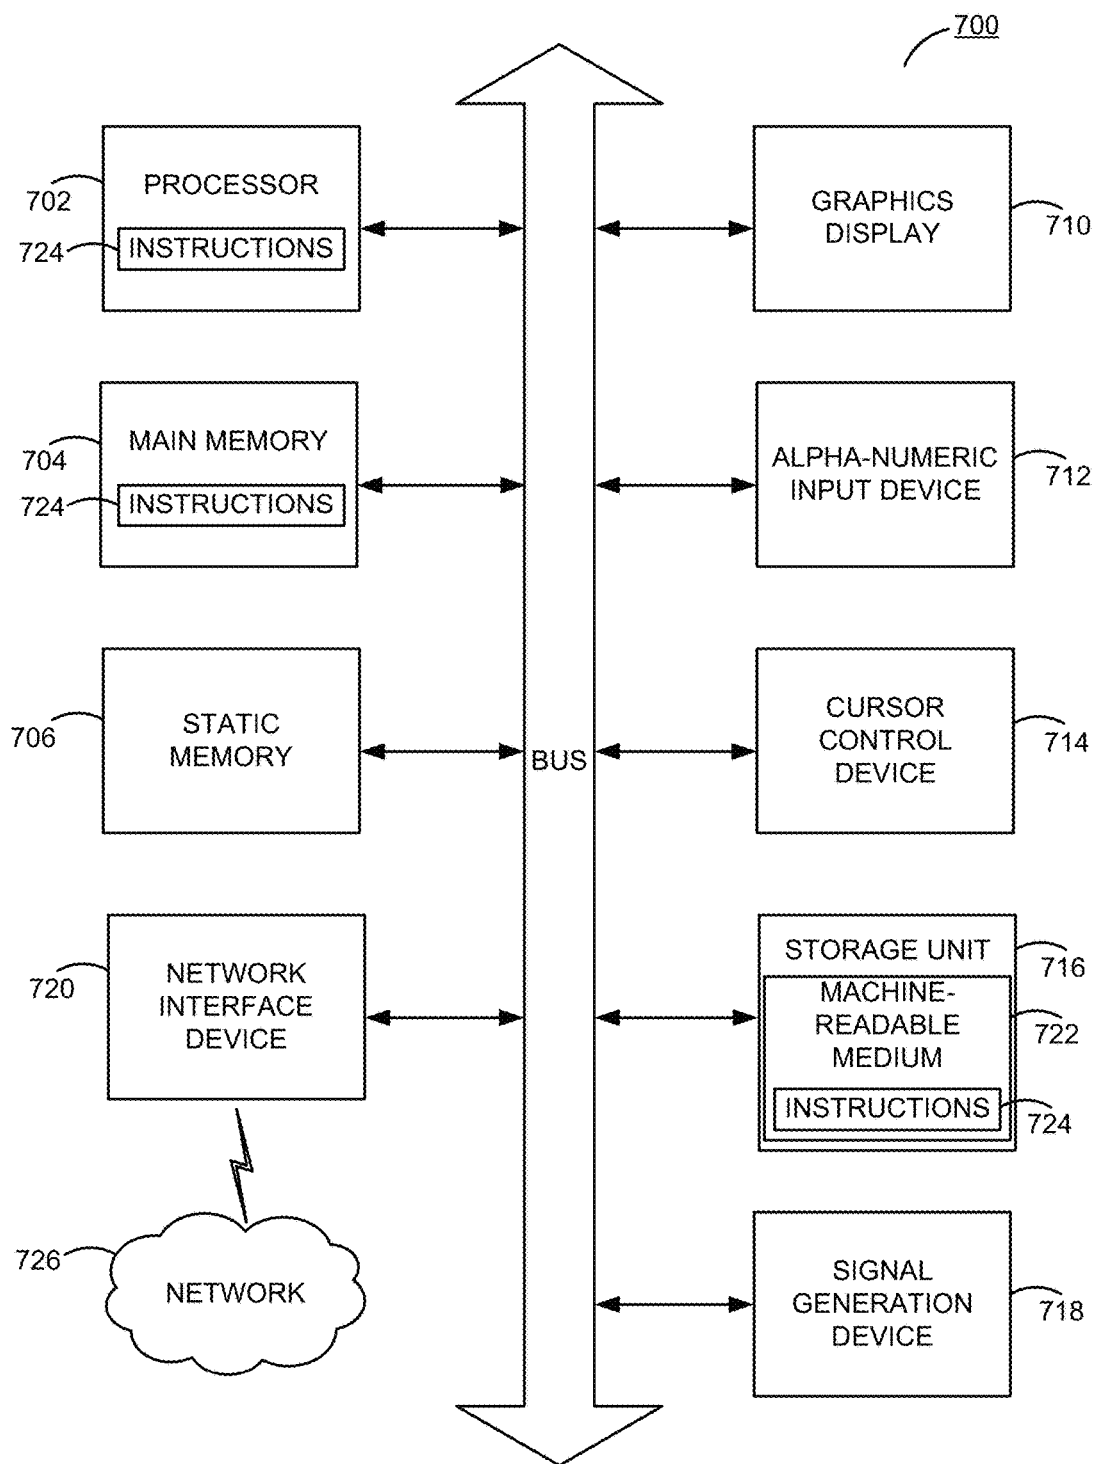 700
PROCESSOR
702
724
INSTRUCTIONS
GRAPHICS
DISPLAY
710
MAIN MEMORY
704
724
INSTRUCTIONS
ALPHA-NUMERIC
INPUT DEVICE
712
STATIC
MEMORY
706
BUS
CURSOR
CONTROL
DEVICE
714
NETWORK
INTERFACE
DEVICE
720
STORAGE UNIT
716
MACHINE-
READABLE
MEDIUM
722
INSTRUCTIONS
724
726
NETWORK
SIGNAL
GENERATION
DEVICE
718